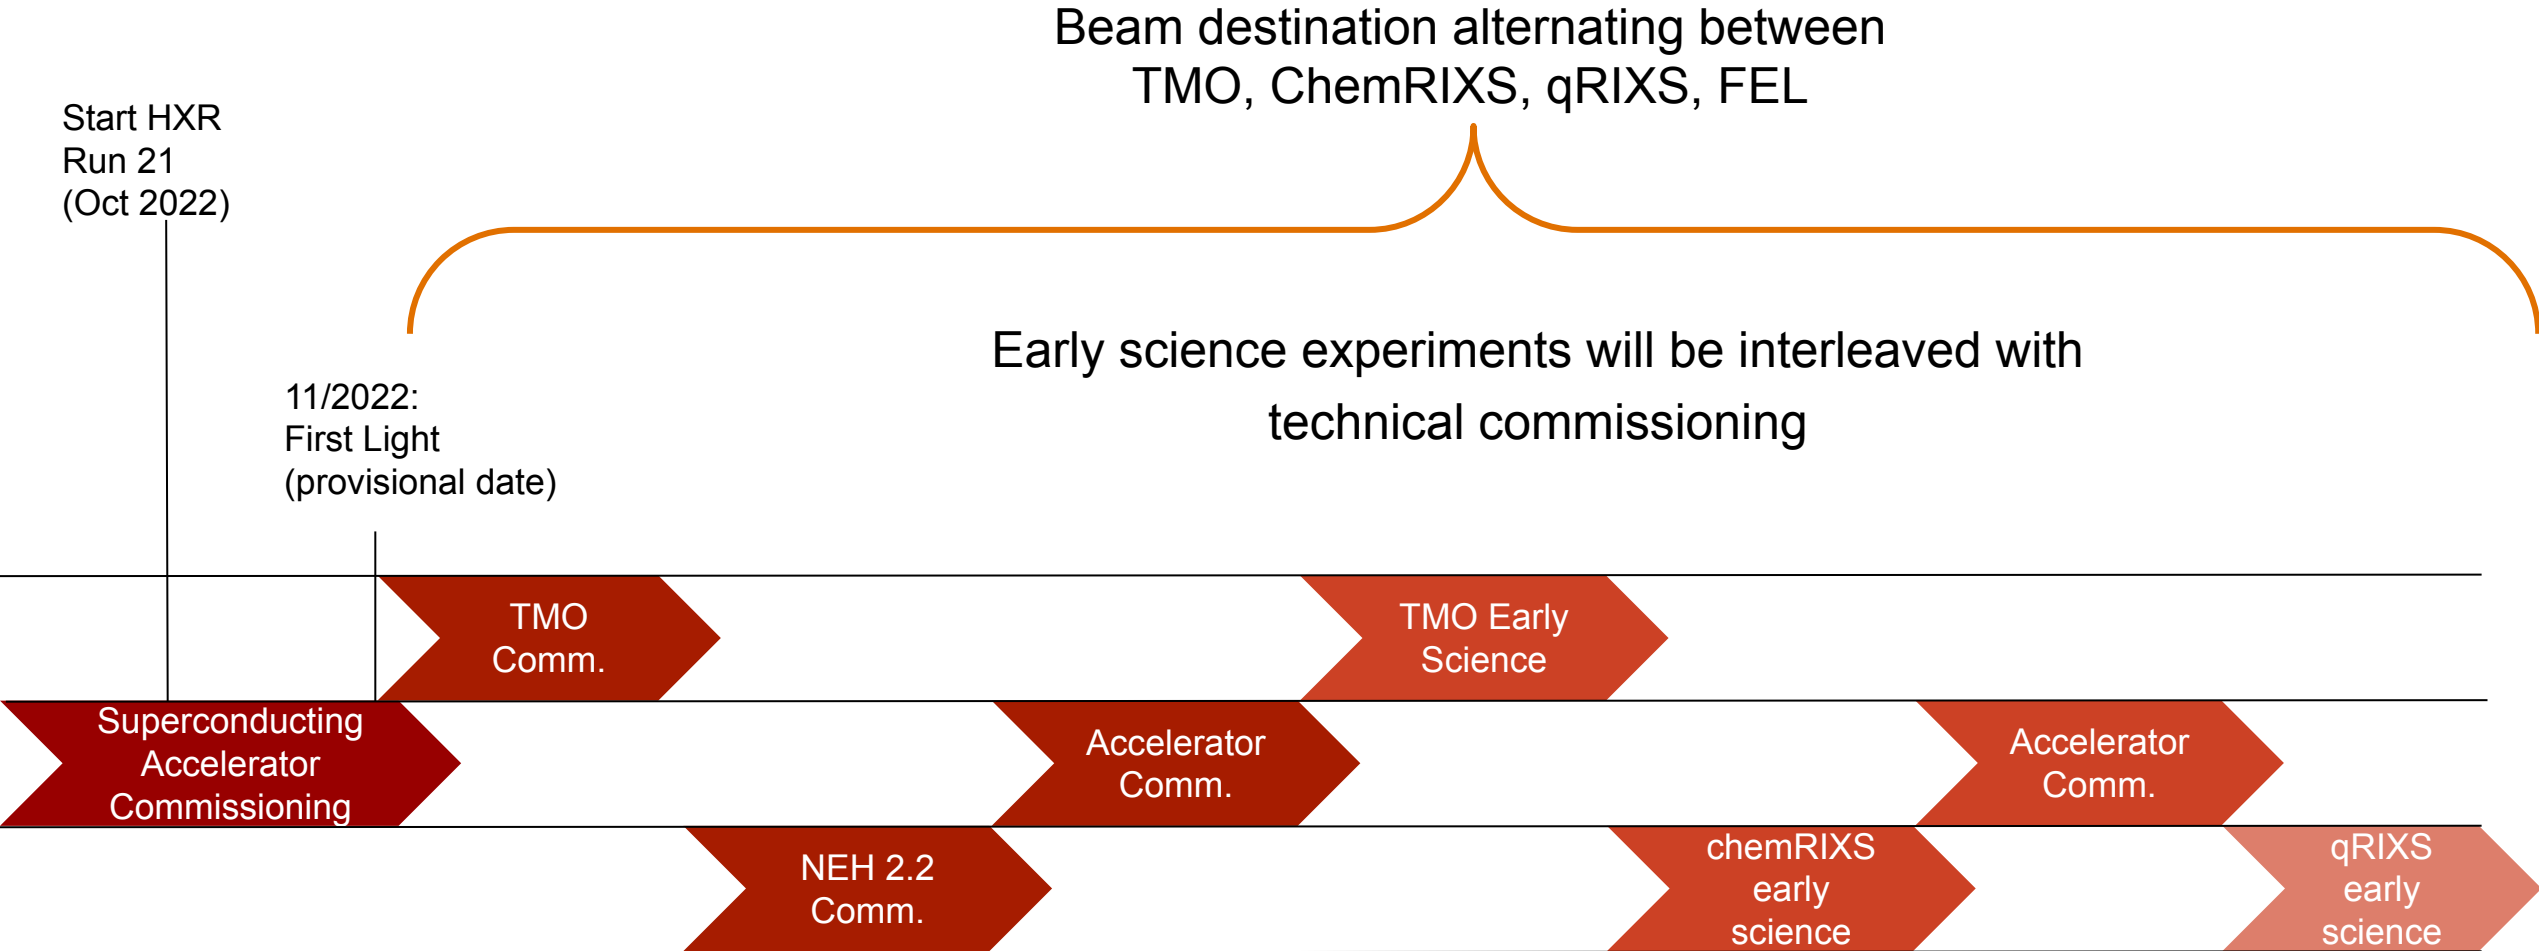 Beam destination alternating between
TMO, ChemRIXS, qRIXS, FEL
Start HXR
Run 21
(Oct 2022)
Early science experiments will be interleaved with
technical commissioning
11/2022:
First Light
(provisional date)
TMO
Comm.
TMO Early
Science
Superconducting
Accelerator
Commissioning
Accelerator
Comm.
Accelerator
Comm.
NEH 2.2
Comm.
chemRIXS
early
science
qRIXS
early
science